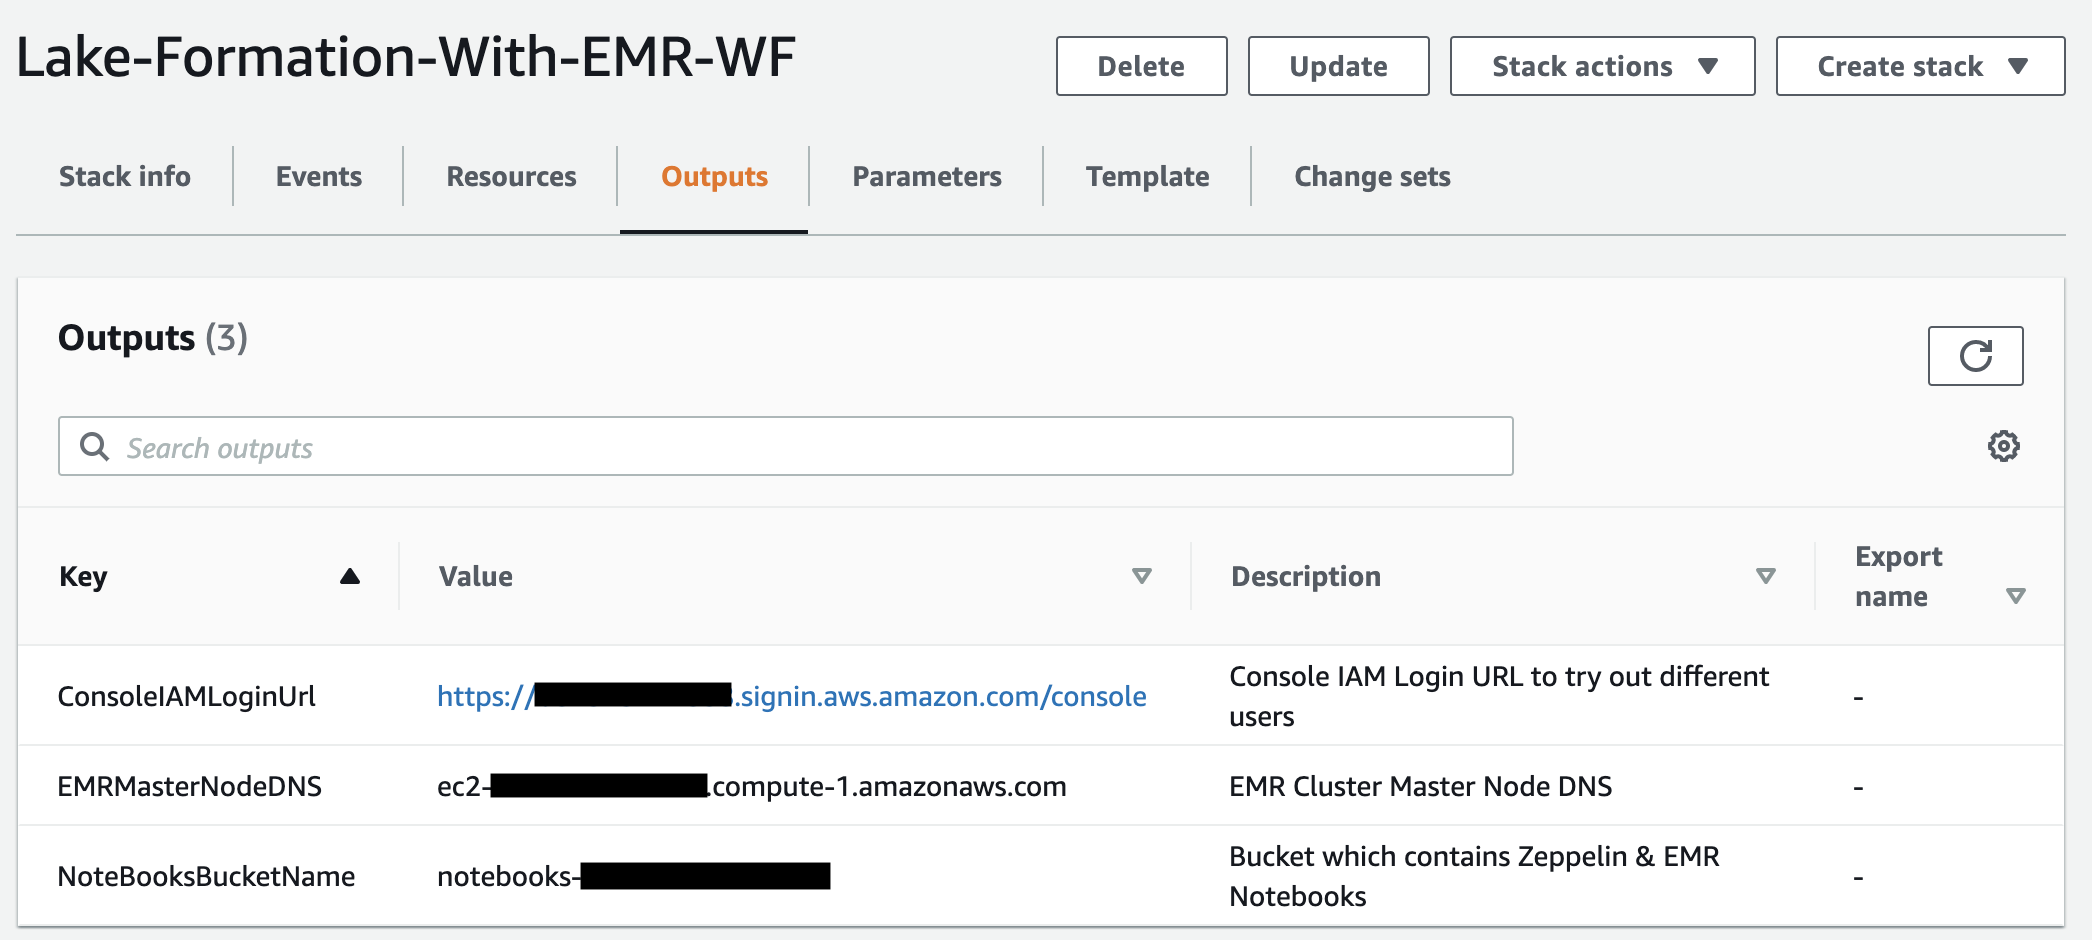 Lake-Formation-With-EMR-WF
Delete
Update
Stack actions
Create stack
Stack info
Events
Resources
Outputs
Parameters
Template
Change sets
Outputs (3)
Search outputs
Key
Value
Description
Export
name
ConsoleIAMLoginUrl
https://
.signin.aws.amazon.com/console
Console IAM Login URL to try out different
users
-
EMRMasterNodeDNS
ec2-
.compute-1.amazonaws.com
EMR Cluster Master Node DNS
-
NoteBooksBucketName
notebooks-
Bucket which contains Zeppelin & EMR
Notebooks
-